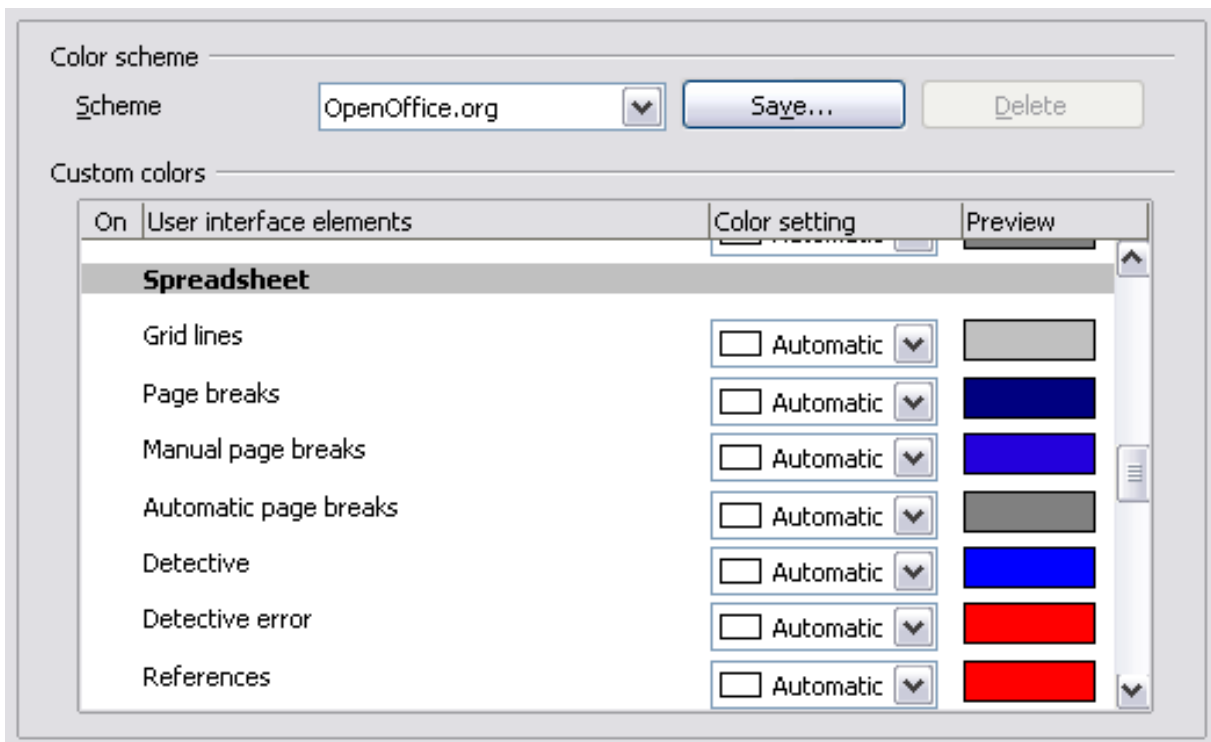 Color scheme
Scheme OpenOffice.org Save... Delete
Custom colors
On User interface elements Color setting Preview
Spreadsheet
Grid lines Automatic
Page breaks Automatic
Manual page breaks Automatic
Automatic page breaks Automatic
Detective Automatic
Detective error Automatic
References Automatic